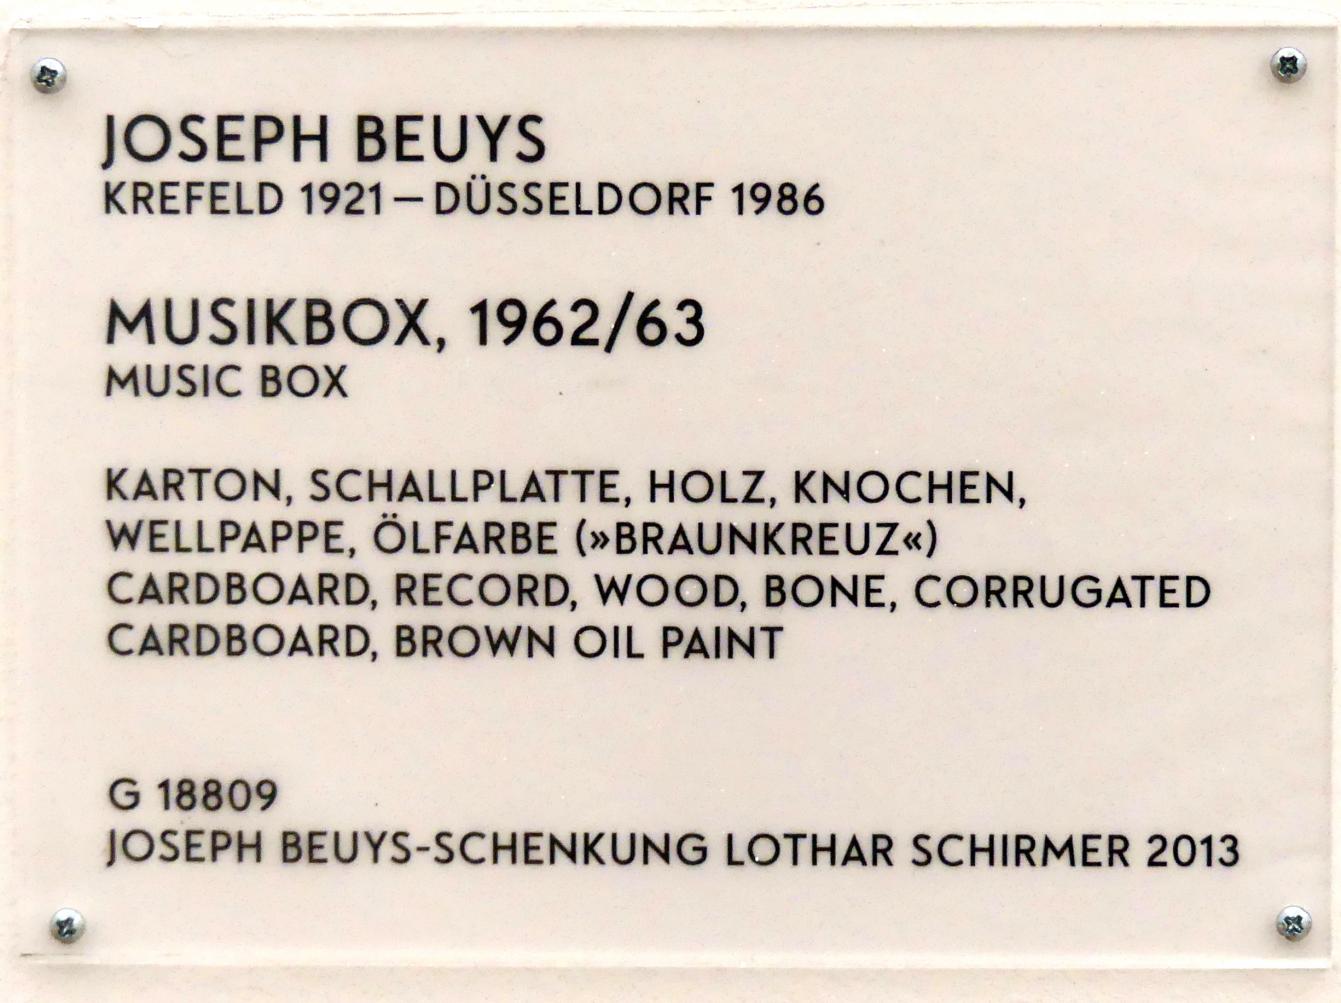 JOSEPH BEUYS
KREFELD 1921 – DÜSSELDORF 1986
MUSIKBOX, 1962/63
MUSIC BOX
KARTON, SCHALLPLATTE, HOLZ, KNOCHEN,
WELLPAPPE, ÖLFARBE (»BRAUNKREUZ«)
CARDBOARD, RECORD, WOOD, BONE, CORRUGATED
CARDBOARD, BROWN OIL PAINT
G 18809
JOSEPH BEUYS-SCHENKUNG LOTHAR SCHIRMER 2013